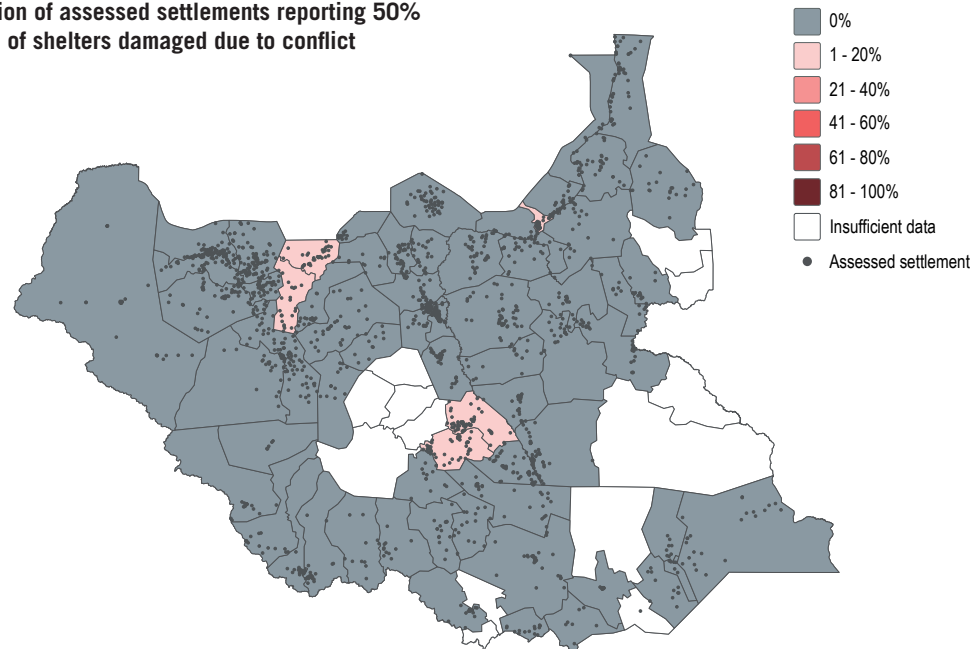 of assessed settlements reporting 50%
of shelters damaged due to conflict
0%
1 - 20%
21 - 40%
41 - 60%
61 - 80%
81 - 100%
Insufficient data
Assessed settlement